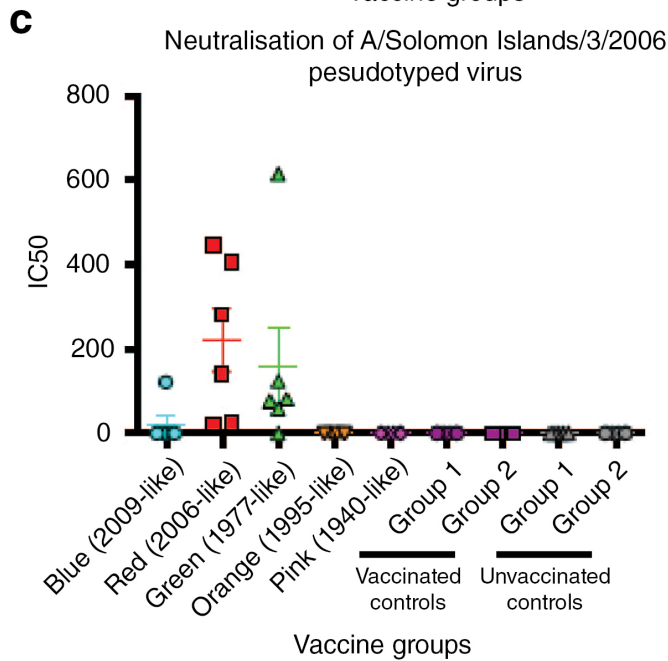 vaccine groups
c
Neutralisation of A/Solomon Islands/3/2006
pesudotyped virus
800
600
400
200
0
IC50
Blue (2009-like)
Red (2006-like)
Green (1977-like)
Orange (1995-like)
Pink (1940-like)
Group 1
Group 2
Group 1
Group 2
Vaccinated
controls
Unvaccinated
controls
Vaccine groups